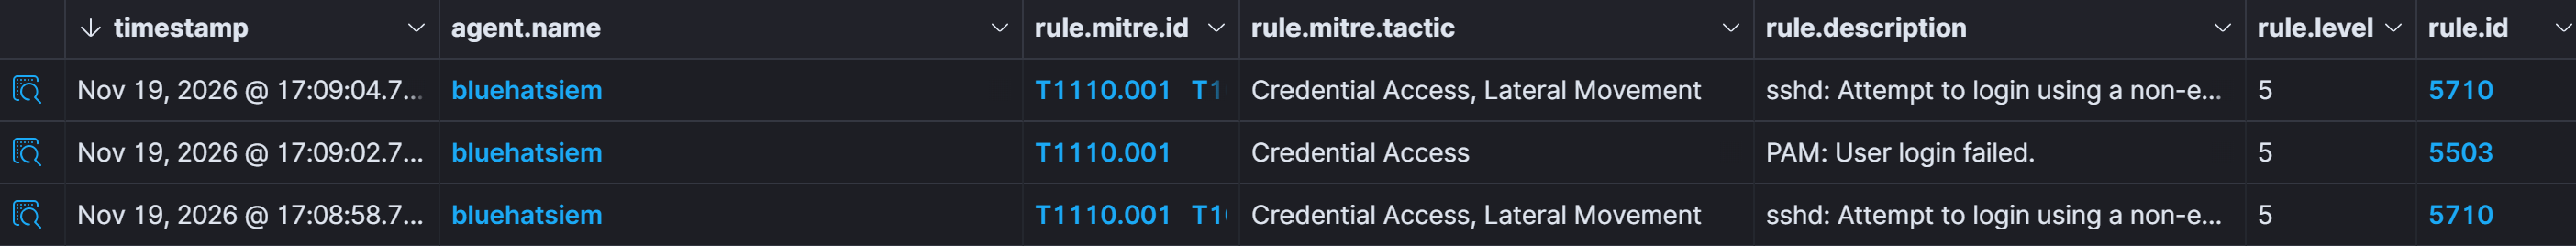 timestamp agent.name rule.mitre.id rule.mitre.tactic rule.description rule.level rule.id
Nov 19, 2026 @ 17:09:04.7... bluehatsiem T1110.001 T1 Credential Access, Lateral Movement sshd: Attempt to login using a non-e... 5 5710
Nov 19, 2026 @ 17:09:02.7... bluehatsiem T1110.001 Credential Access PAM: User login failed. 5 5503
Nov 19, 2026 @ 17:08:58.7... bluehatsiem T1110.001 T1 Credential Access, Lateral Movement sshd: Attempt to login using a non-e... 5 5710